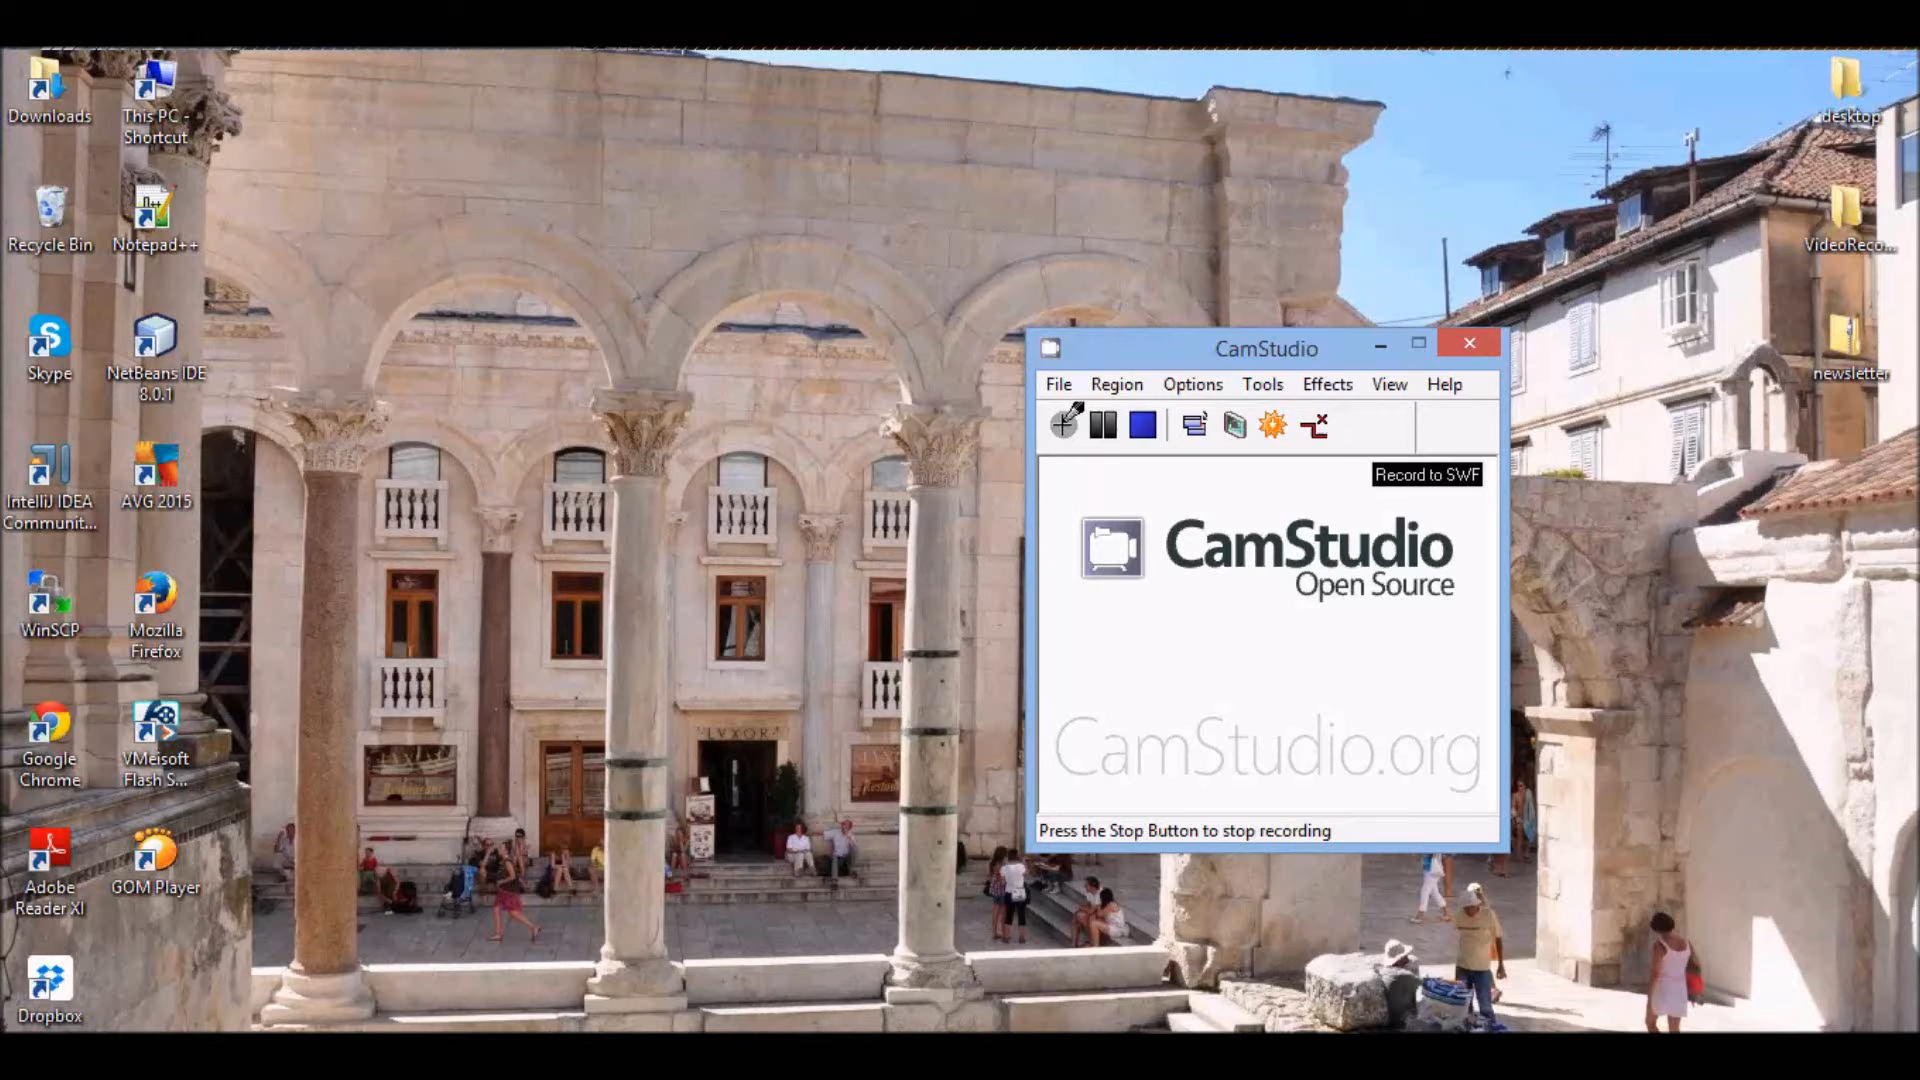 Downloads
This PC -
Shortcut
Recycle Bin
Notepad++
Skype
NetBeans IDE
8.0.1
IntelliJ IDEA
Communit...
AVG 2015
WinSCP
Mozilla
Firefox
Google
Chrome
VMeisoft
Flash S...
Adobe
Reader XI
GOM Player
Dropbox
LVXOR
desktop
VideoReco...
newsletter
CamStudio
File Region Options Tools Effects View Help
Record to SWF
CamStudio
Open Source
CamStudio.org
Press the Stop Button to stop recording